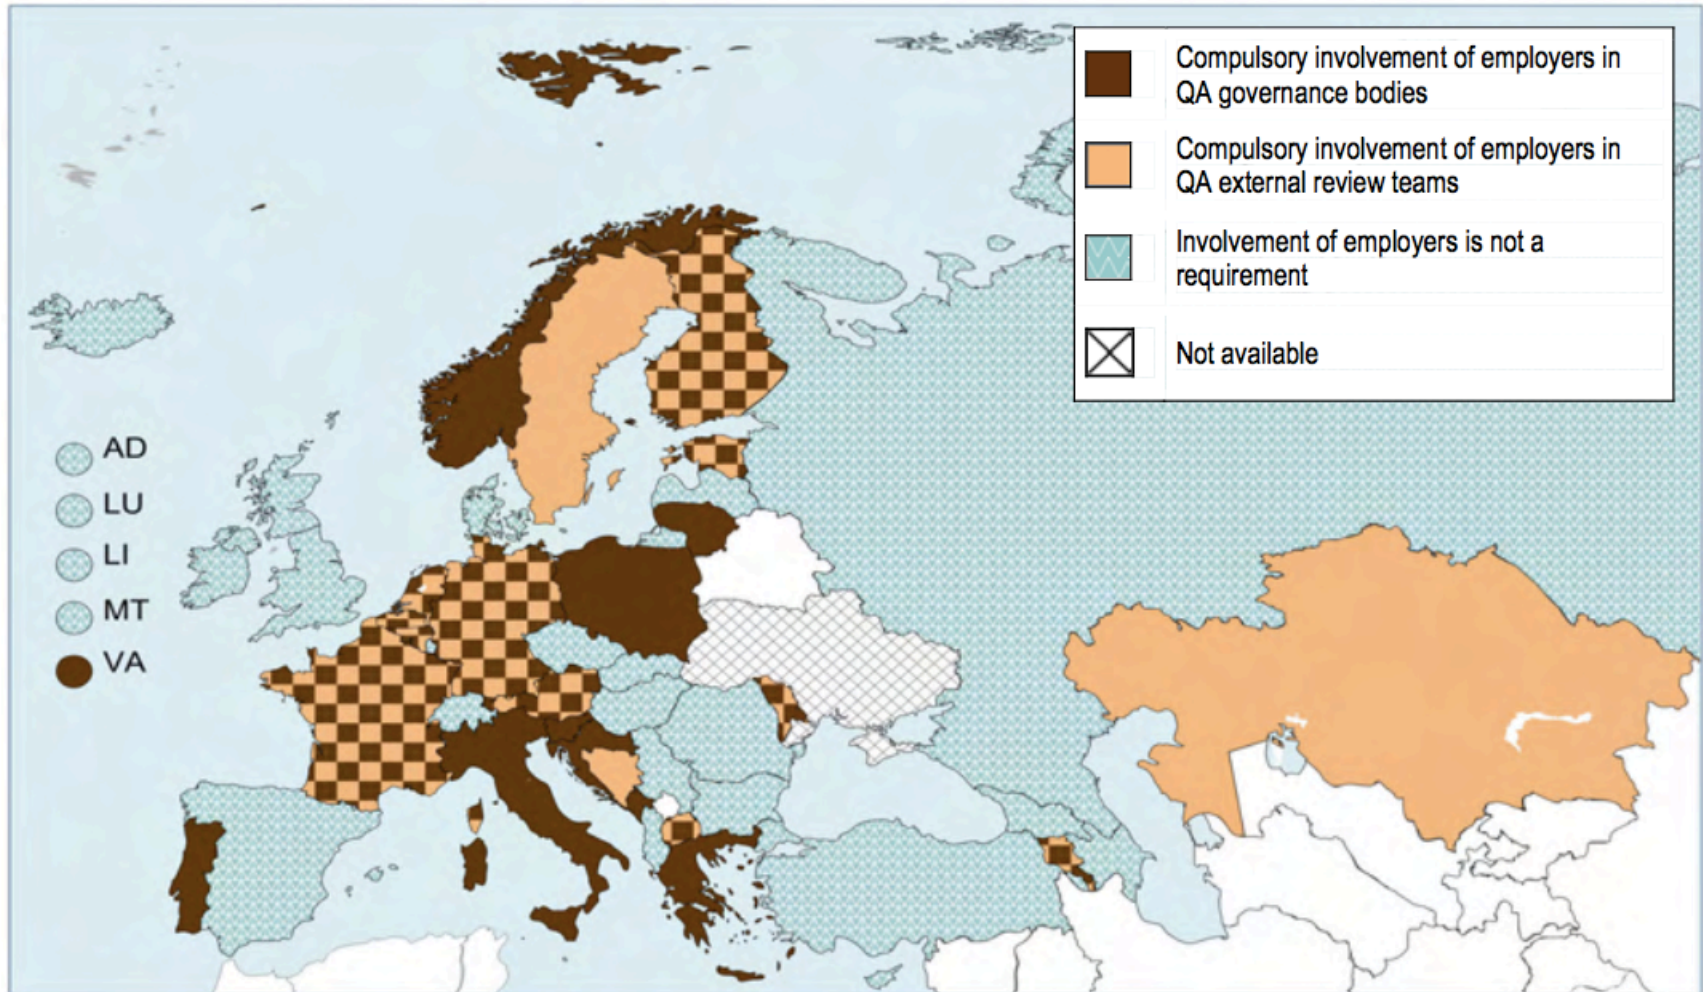 Compulsory involvement of employers in
QA governance bodies
Compulsory involvement of employers in
QA external review teams
Involvement of employers is not a
requirement
Not available
AD
LU
LI
MT
VA